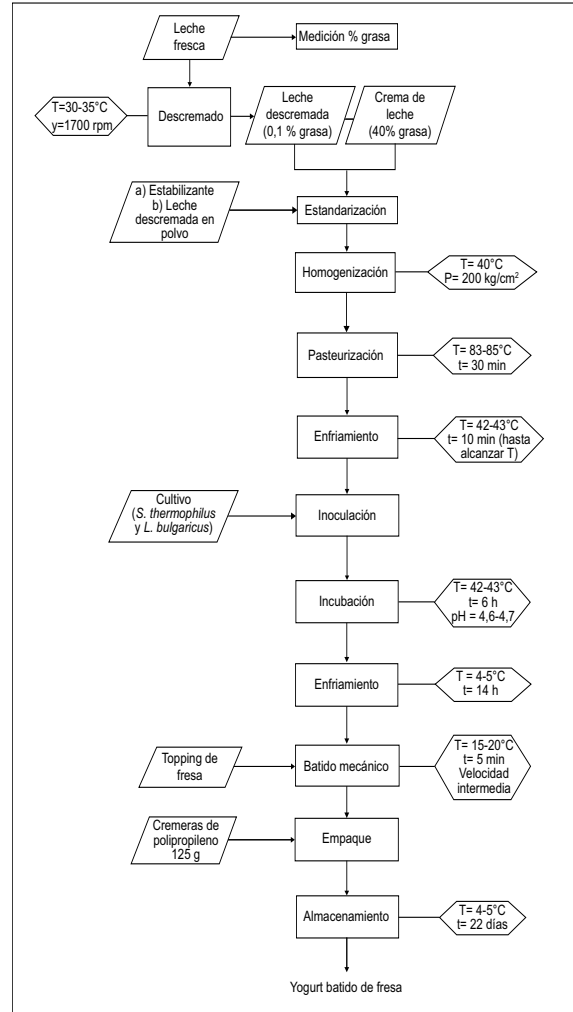 Leche
fresca
Medición % grasa
T=30-35°C
y=1700 rpm
Descremado
Leche
descremada
(0,1 % grasa)
Crema de
leche
(40% grasa)
a) Estabilizante
b) Leche
descremada en
polvo
Estandarización
Homogenización
T= 40°C
P= 200 kg/cm²
Pasteurización
T= 83-85°C
t= 30 min
Enfriamiento
T= 42-43°C
t= 10 min (hasta
alcanzar T)
Cultivo
(S. thermophilus
y L. bulgaricus)
Inoculación
Incubación
T= 42-43°C
t= 6 h
pH = 4,6-4,7
Enfriamiento
T = 4-5°C
t= 14 h
Topping de
fresa
Batido mecánico
T= 15-20°C
t= 5 min
Velocidad
intermedia
Cremeras de
polipropileno
125 g
Empaque
Almacenamiento
T= 4-5°C
t= 22 días
Yogurt batido de fresa